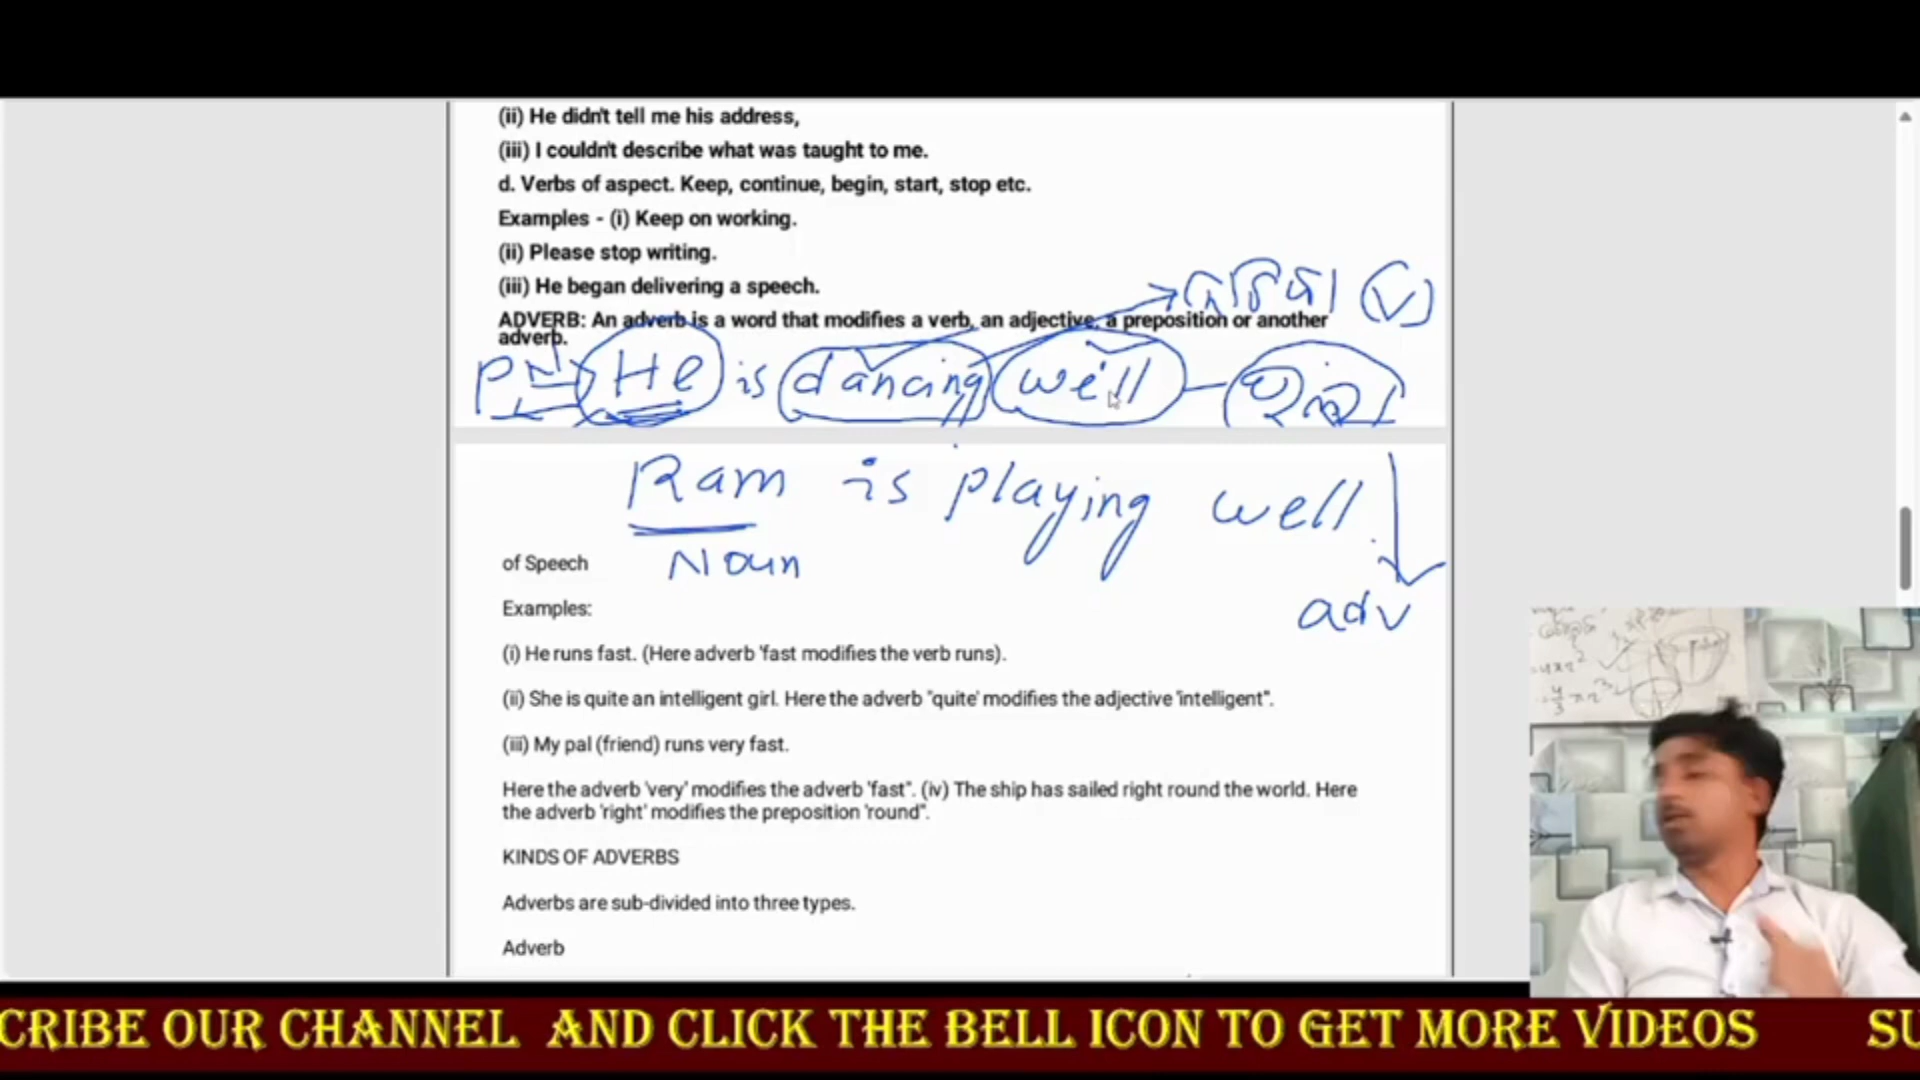 (ii) He didn't tell me his address,
(iii) I couldn't describe what was taught to me.
d. Verbs of aspect. Keep, continue, begin, start, stop etc.
Examples - (i) Keep on working.
(ii) Please stop writing.
(iii) He began delivering a speech.
(V)
ADVERB: An adverb is a word that modifies a verb, an adjective, a preposition or another
adverb.
He is dancing well
Ram is playing well.
Noun
of Speech
adv
Examples:
(i) He runs fast. (Here adverb 'fast modifies the verb runs).
(ii) She is quite an intelligent girl. Here the adverb "quite' modifies the adjective 'intelligent".
(iii) My pal (friend) runs very fast.
Here the adverb 'very' modifies the adverb 'fast". (iv) The ship has sailed right round the world. Here
the adverb 'right' modifies the preposition 'round".
KINDS OF ADVERBS
Adverbs are sub-divided into three types.
Adverb
CRIBE OUR CHANNEL AND CLICK THE BELL ICON TO GET MORE VIDEOS SU